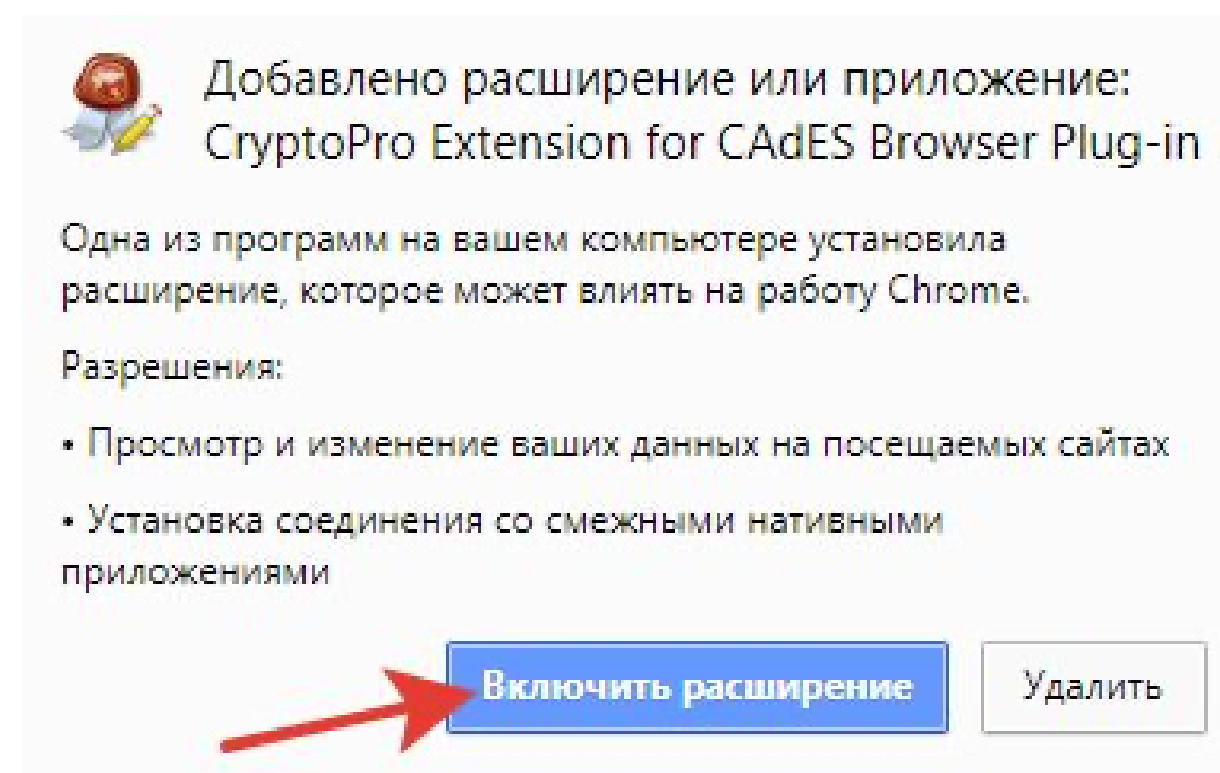 Добавлено расширение или приложение:
CryptoPro Extension for CAdES Browser Plug-in
Одна из программ на вашем компьютере установила
расширение, которое может влиять на работу Chrome.
Разрешения:
• Просмотр и изменение ваших данных на посещаемых сайтах
• Установка соединения со смежными нативными
приложениями
Включить расширение
Удалить